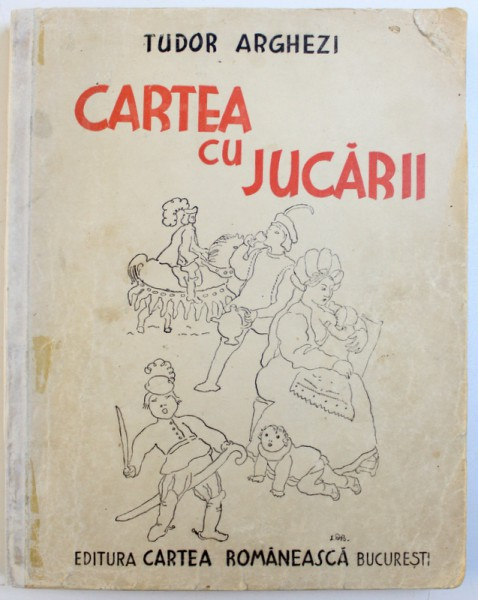 TUDOR ARGHEZI
CARTEA
CU JUCĂRII
EDITURA CARTEA ROMÂNEASCĂ BUCUREȘTI